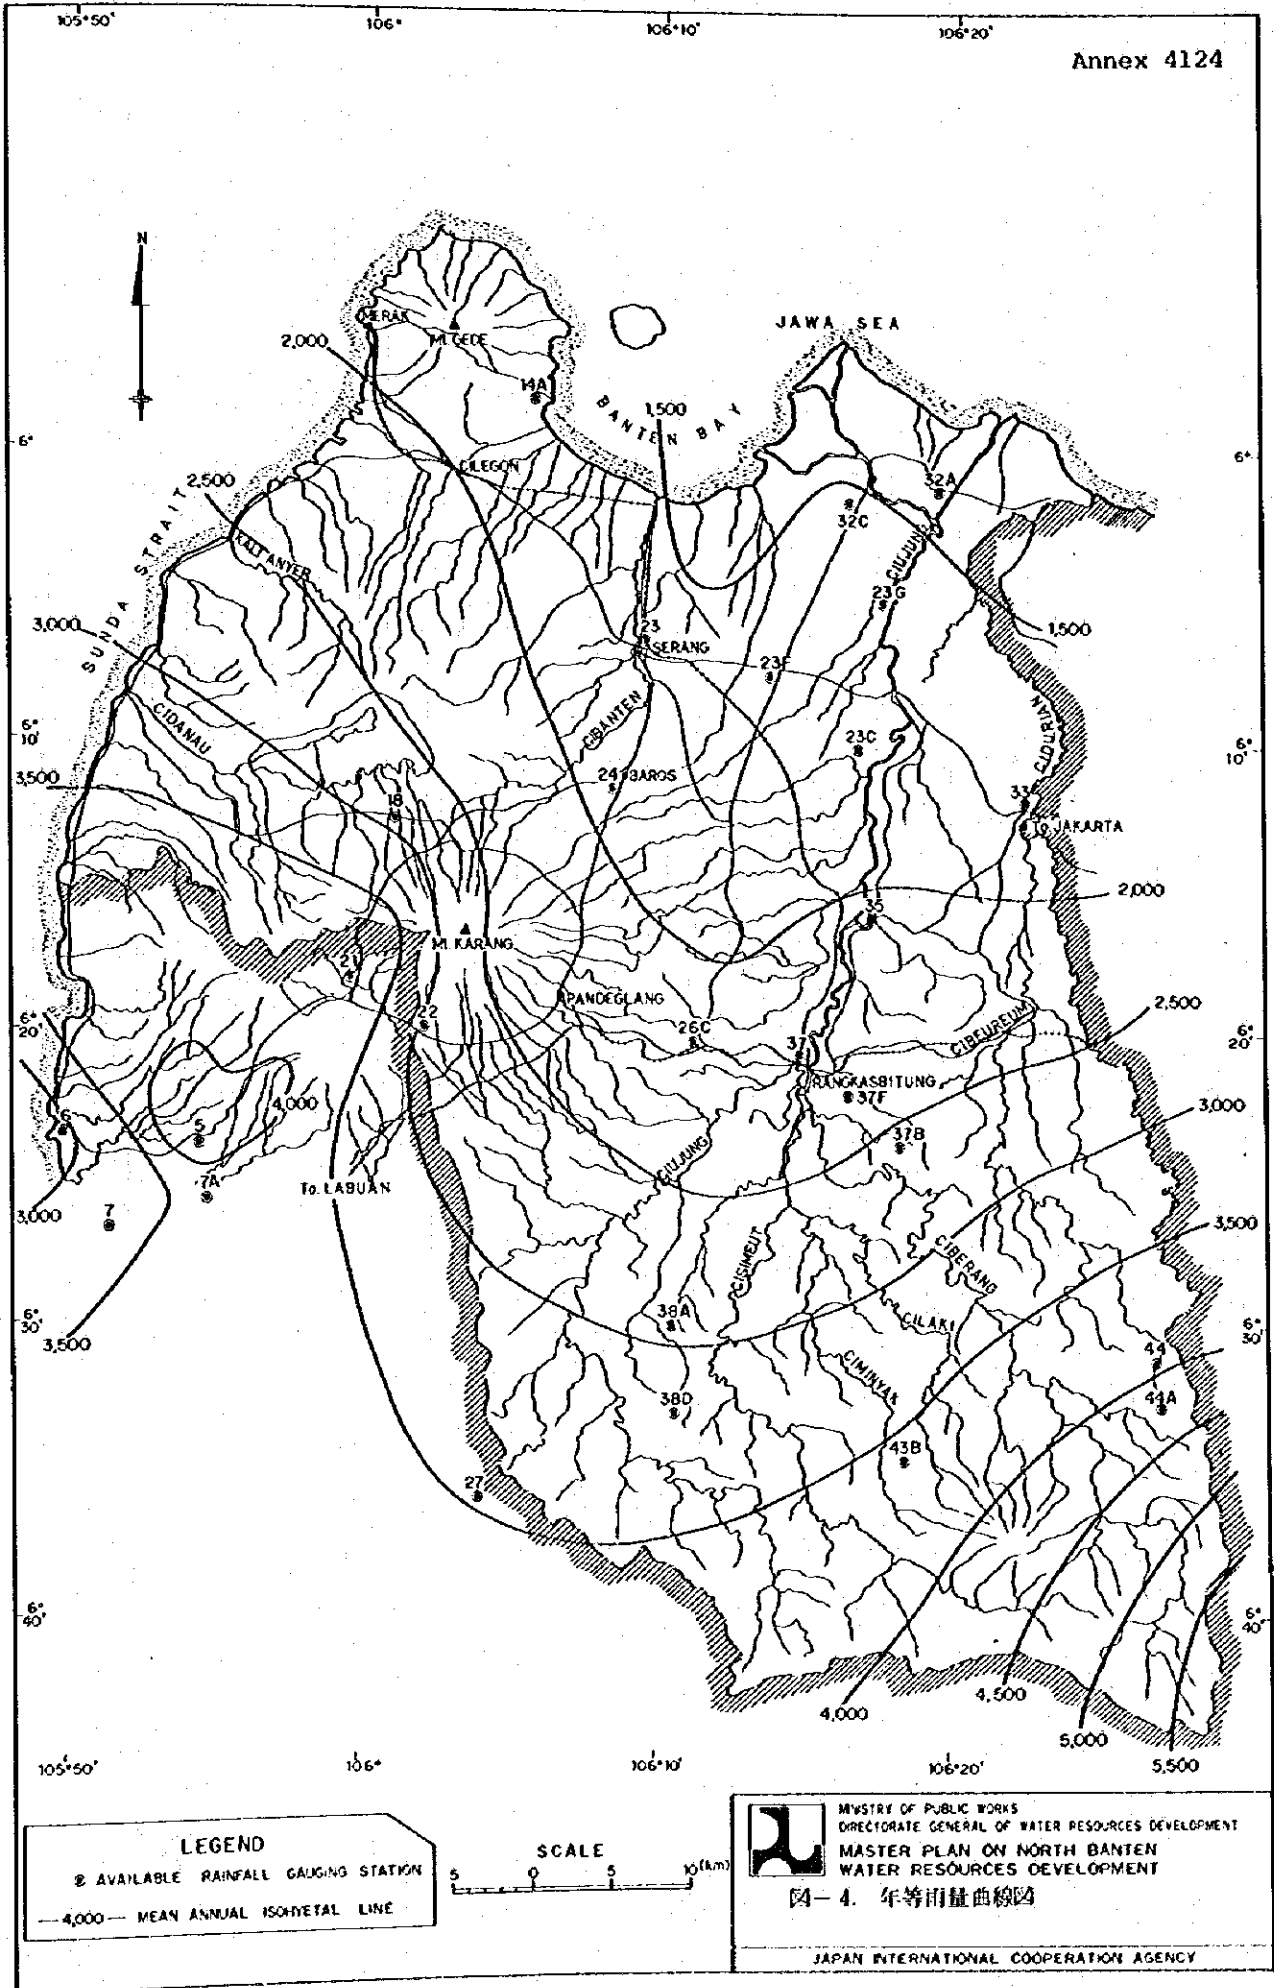 105°50'
106°
106°10'
106°20'
Annex 4124
N
MERAK
Mt. GEDE
2,000
14A
JAWA SEA
BANTEN BAY
1,500
6°
6°
CILEGON
2,500
32A
32C
KALI ANYER
CIUJUNG
SUNDA STRAIT
23G
3,000
23
SERANG
1,500
23F
CIDANAU
CIBANTEN
CIDURIAN
6°
10'
23C
6°
10'
3,500
24
BAROS
18
33
To JAKARTA
2,000
35
Mt. KARANG
21
PANDEGLANG
22
26C
2,500
6°
20'
37
CIBEUREUM
6°
20'
RANGKASBITUNG
37F
4,000
3,000
6
5
37B
CIUJUNG
7A
To LABUAN
7
3,000
3,500
CISIMEUT
CIBERANG
38A
CILAKI
6°
30'
6°
30'
3,500
CIMINYAK
44
44A
38D
43B
27
6°
40'
6°
40'
4,500
4,000
5,000
5,500
105°50'
106°
106°10'
106°20'
LEGEND
AVAILABLE RAINFALL GAUGING STATION
4,000 MEAN ANNUAL ISOHYETAL LINE
SCALE
5 0 5 10(km)
MINISTRY OF PUBLIC WORKS
DIRECTORATE GENERAL OF WATER RESOURCES DEVELOPMENT
MASTER PLAN ON NORTH BANTEN
WATER RESOURCES DEVELOPMENT
図-4. 年等雨量曲線図
JAPAN INTERNATIONAL COOPERATION AGENCY